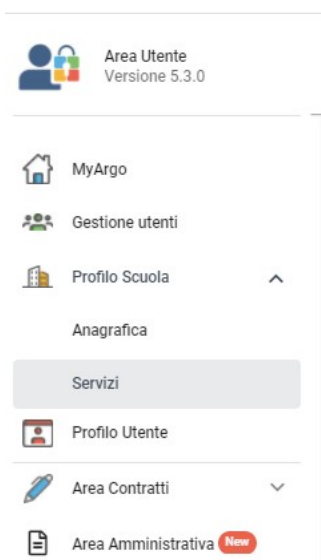 Area Utente
Versione 5.3.0
MyArgo
Gestione utenti
Profilo Scuola
Anagrafica
Servizi
Profilo Utente
Area Contratti
Area Amministrativa New